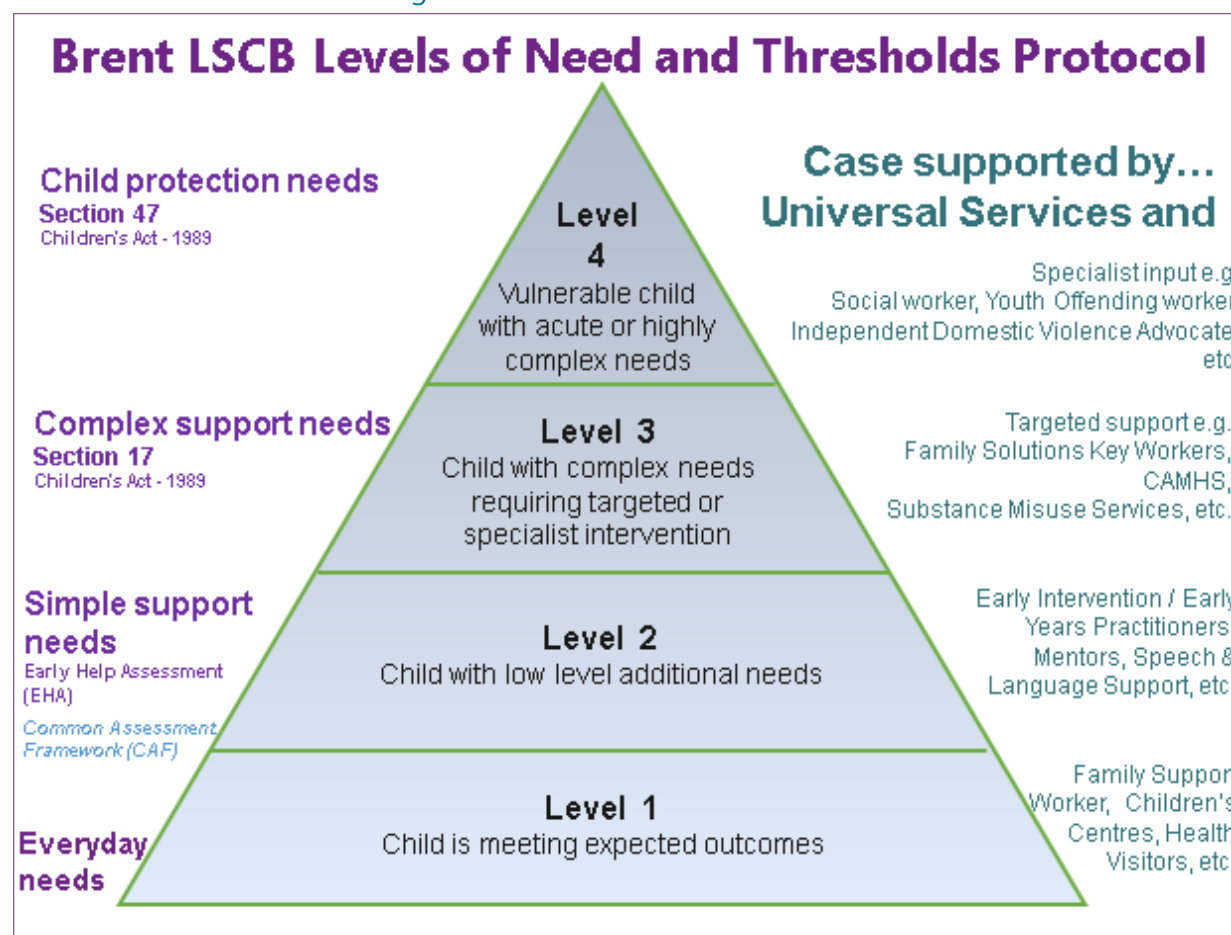 Brent LSCB Levels of Need and Thresholds Protocol
Child protection needs
Section 47
Children's Act - 1989
Level
4
Vulnerable child
with acute or highly
complex needs
Case supported by...
Universal Services and
Specialist input e.g
Social worker, Youth Offending worker
Independent Domestic Violence Advocate
etc
Complex support needs
Section 17
Children's Act - 1989
Level 3
Child with complex needs
requiring targeted or
specialist intervention
Targeted support e.g.
Family Solutions Key Workers,
CAMHS,
Substance Misuse Services, etc.
Simple support
needs
Early Help Assessment
(EHA)
Common Assessment
Framework (CAF)
Level 2
Child with low level additional needs
Early Intervention / Early
Years Practitioners
Mentors, Speech &
Language Support, etc
Everyday
needs
Level 1
Child is meeting expected outcomes
Family Suppor
Worker, Children's
Centres, Health
Visitors, etc